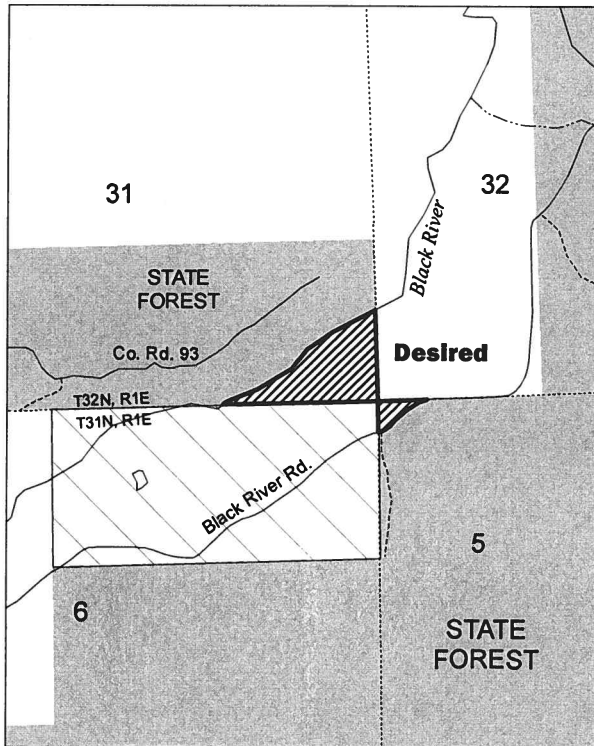 31
32
Black River
STATE
FOREST
Co. Rd. 93
Desired
T32N, R1E
T31N, R1E
Black River Rd.
5
6
STATE
FOREST